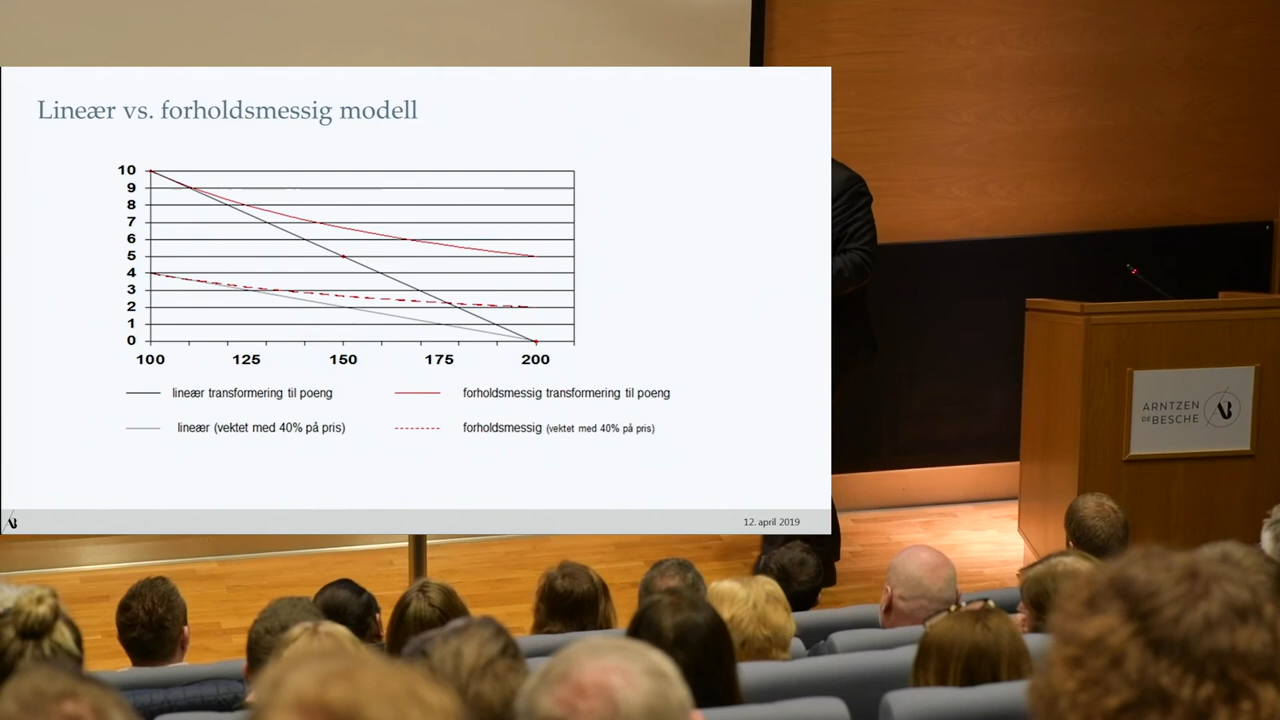 Lineær vs. forholdsmessig modell
10
9
8
7
6
5
4
3
2
1
0
100 125 150 175 200
lineær transformering til poeng
forholdsmessig transformering til poeng
lineær (vektet med 40% på pris)
forholdsmessig (vektet med 40% på pris)
12. april 2019
ARNTZEN
DE BESCHE